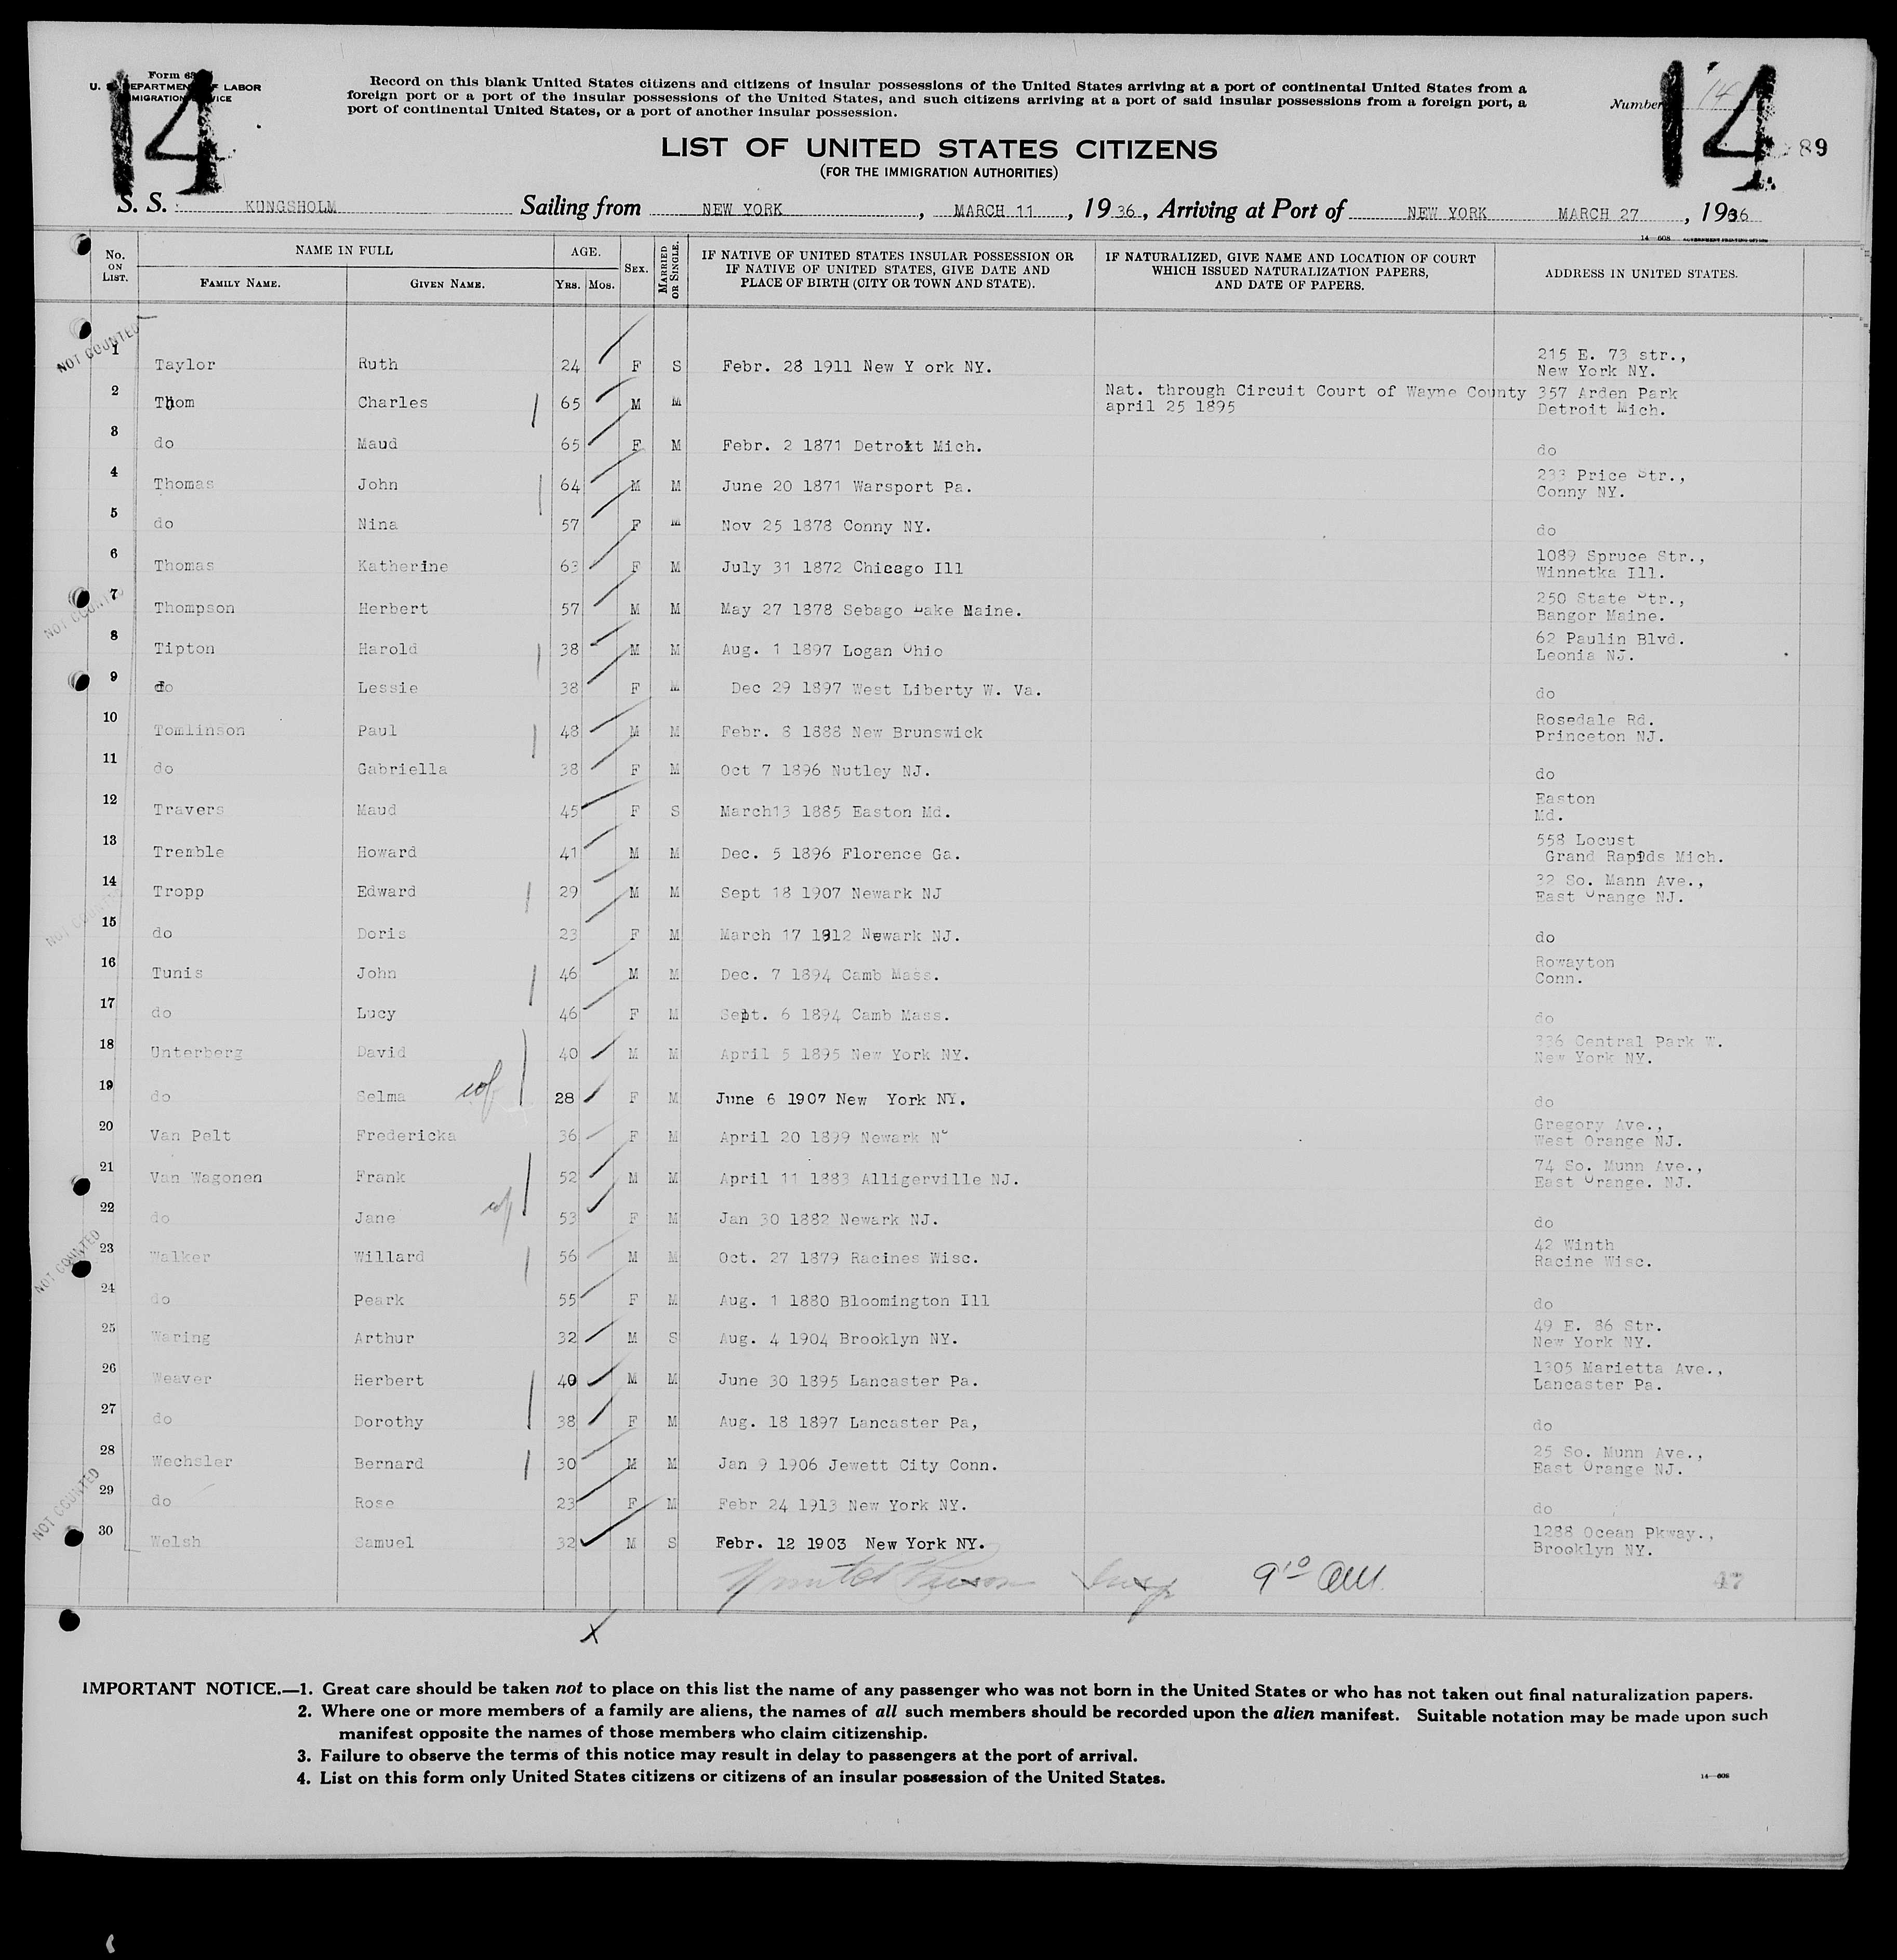 Form 63
U. S. DEPARTMENT OF LABOR
IMMIGRATION SERVICE
14
Record on this blank United States citizens and citizens of insular possessions of the United States arriving at a port of continental United States from a
foreign port or a port of the insular possessions of the United States, and such citizens arriving at a port of said insular possessions from a foreign port, a
port of continental United States, or a port of another insular possession.
Number 14
14
89
LIST OF UNITED STATES CITIZENS
(FOR THE IMMIGRATION AUTHORITIES)
S. S. KUNGSHOLM Sailing from NEW YORK, MARCH 11, 1936, Arriving at Port of NEW YORK MARCH 27, 1936
14—608 GOVERNMENT PRINTING OFFICE
No. ON LIST. NAME IN FULL FAMILY NAME. GIVEN NAME. AGE. YRS. MOS. SEX. MARRIED OR SINGLE. IF NATIVE OF UNITED STATES INSULAR POSSESSION OR IF NATIVE OF UNITED STATES, GIVE DATE AND PLACE OF BIRTH (CITY OR TOWN AND STATE). IF NATURALIZED, GIVE NAME AND LOCATION OF COURT WHICH ISSUED NATURALIZATION PAPERS, AND DATE OF PAPERS. ADDRESS IN UNITED STATES.
NOT COUNTED
1 Taylor Ruth 24 F S Febr. 28 1911 New Y ork NY. 215 E. 73 str., New York NY.
2 Thom Charles 65 M M Nat. through Circuit Court of Wayne County april 25 1895 357 Arden Park Detroit Mich.
3 do Maud 65 F M Febr. 2 1871 Detroit Mich. do
4 Thomas John 64 M M June 20 1871 Warsport Pa. 233 Price Str., Conny NY.
5 do Nina 57 F M Nov 25 1878 Conny NY. do
6 Thomas Katherine 63 F M July 31 1872 Chicago Ill 1089 Spruce Str., Winnetka Ill.
NOT COUNTED
7 Thompson Herbert 57 M M May 27 1878 Sebago Lake Maine. 250 State Str., Bangor Maine.
8 Tipton Harold 38 M M Aug. 1 1897 Logan Ohio 62 Paulin Blvd. Leonia NJ.
9 do Lessie 38 F M Dec 29 1897 West Liberty W. Va. do
10 Tomlinson Paul 48 M M Febr. 8 1888 New Brunswick Rosedale Rd. Princeton NJ.
11 do Gabriella 38 F M Oct 7 1896 Nutley NJ. do
12 Travers Maud 45 F S March13 1885 Easton Md. Easton Md.
13 Tremble Howard 41 M M Dec. 5 1896 Florence Ga. 558 Locust Grand Rapids Mich.
14 Tropp Edward 29 M M Sept 18 1907 Newark NJ 32 So. Mann Ave., East Orange NJ.
NOT COUNTED
15 do Doris 23 F M March 17 1912 Newark NJ. do
16 Tunis John 46 M M Dec. 7 1894 Camb Mass. Rowayton Conn.
17 do Lucy 46 F M Sept. 6 1894 Camb Mass. do
18 Unterberg David 40 M M April 5 1895 New York NY. 336 Central Park W. New York NY.
19 do Selma 28 F M June 6 1907 New York NY. do
20 Van Pelt Fredericka 36 F M April 20 1899 Newark NJ Gregory Ave., West Orange NJ.
21 Van Wagonen Frank 52 M M April 11 1883 Alligerville NJ. 74 So. Munn Ave., East Orange. NJ.
22 do Jane 53 F M Jan 30 1882 Newark NJ. do
NOT COUNTED
23 Walker Willard 56 M M Oct. 27 1879 Racines Wisc. 42 Winth Racine Wisc.
24 do Peark 55 F M Aug. 1 1880 Bloomington Ill do
25 Waring Arthur 32 M S Aug. 4 1904 Brooklyn NY. 49 E. 86 Str. New York NY.
26 Weaver Herbert 40 M M June 30 1895 Lancaster Pa. 1305 Marietta Ave., Lancaster Pa.
27 do Dorothy 38 F M Aug. 18 1897 Lancaster Pa, do
28 Wechsler Bernard 30 M M Jan 9 1906 Jewett City Conn. 25 So. Munn Ave., East Orange NJ.
NOT COUNTED
29 do Rose 23 F M Febr 24 1913 New York NY. do
30 Welsh Samuel 32 M S Febr. 12 1903 New York NY. 1288 Ocean Pkway., Brooklyn NY.
47
X
IMPORTANT NOTICE.—1. Great care should be taken not to place on this list the name of any passenger who was not born in the United States or who has not taken out final naturalization papers.
2. Where one or more members of a family are aliens, the names of all such members should be recorded upon the alien manifest. Suitable notation may be made upon such
manifest opposite the names of those members who claim citizenship.
3. Failure to observe the terms of this notice may result in delay to passengers at the port of arrival.
4. List on this form only United States citizens or citizens of an insular possession of the United States.
14—608